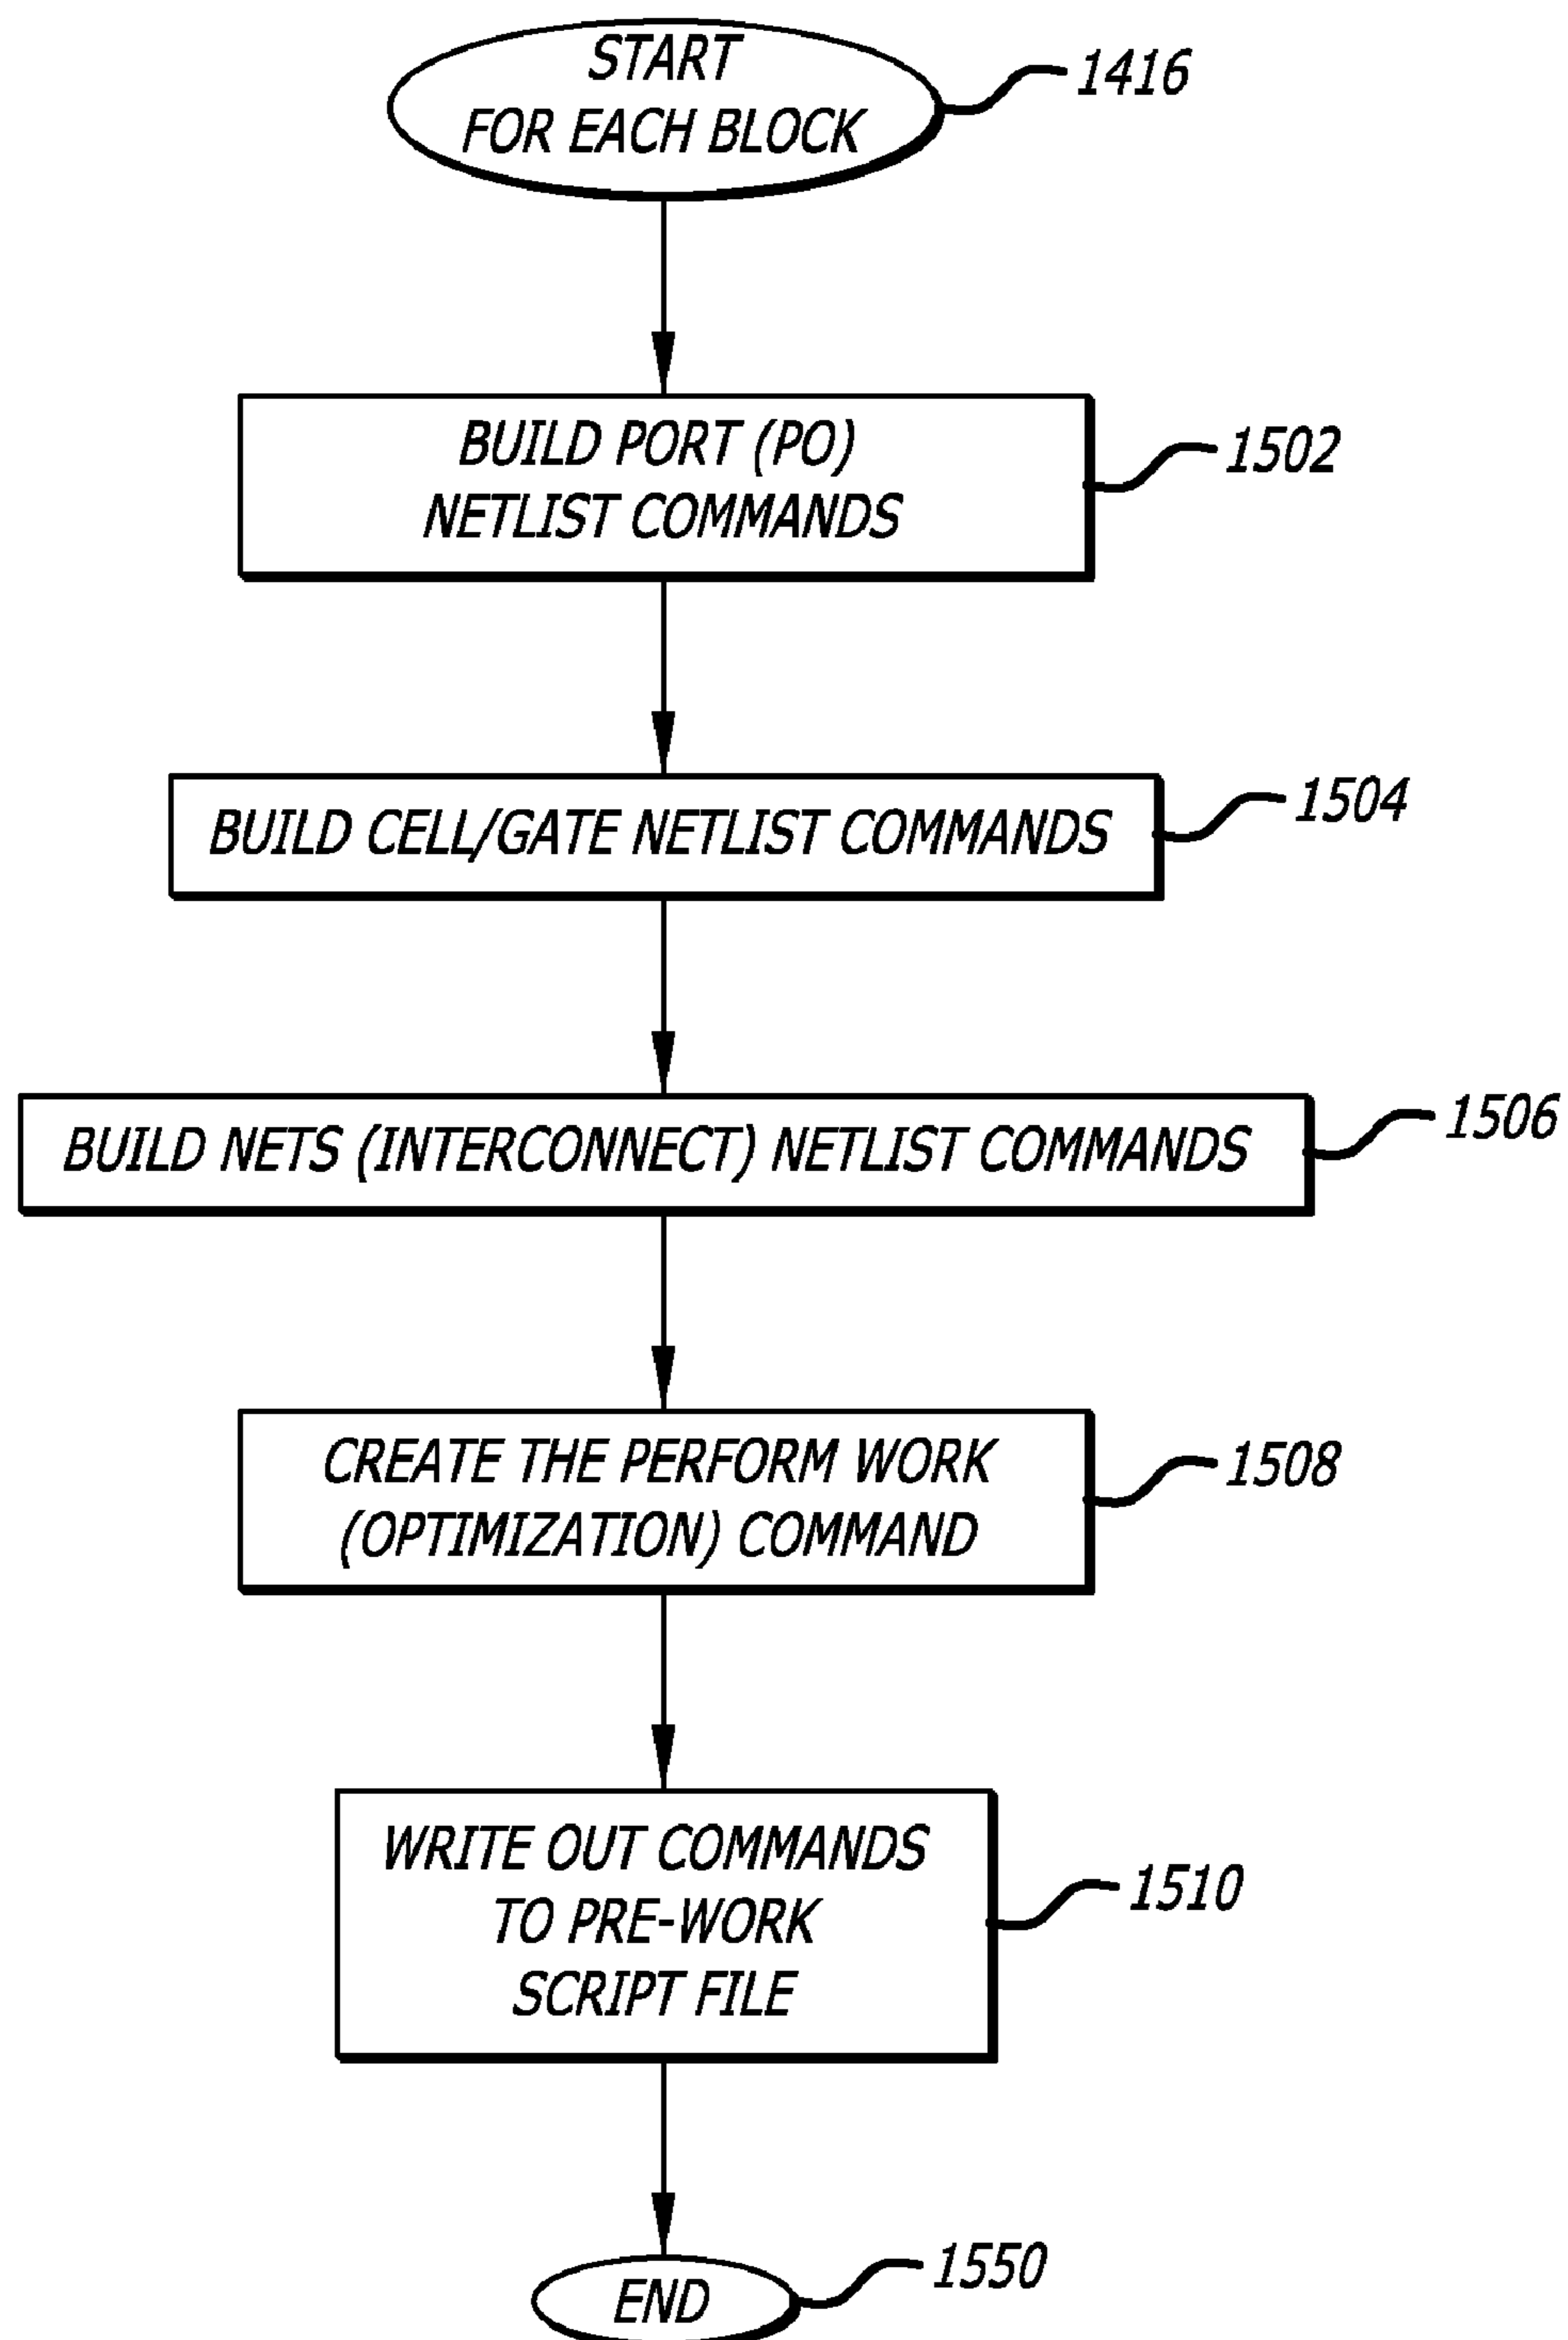 START
FOR EACH BLOCK
1416
BUILD PORT (PO)
NETLIST COMMANDS
1502
BUILD CELL/GATE NETLIST COMMANDS
1504
BUILD NETS (INTERCONNECT) NETLIST COMMANDS
1506
CREATE THE PERFORM WORK
(OPTIMIZATION) COMMAND
1508
WRITE OUT COMMANDS
TO PRE-WORK
SCRIPT FILE
1510
END
1550